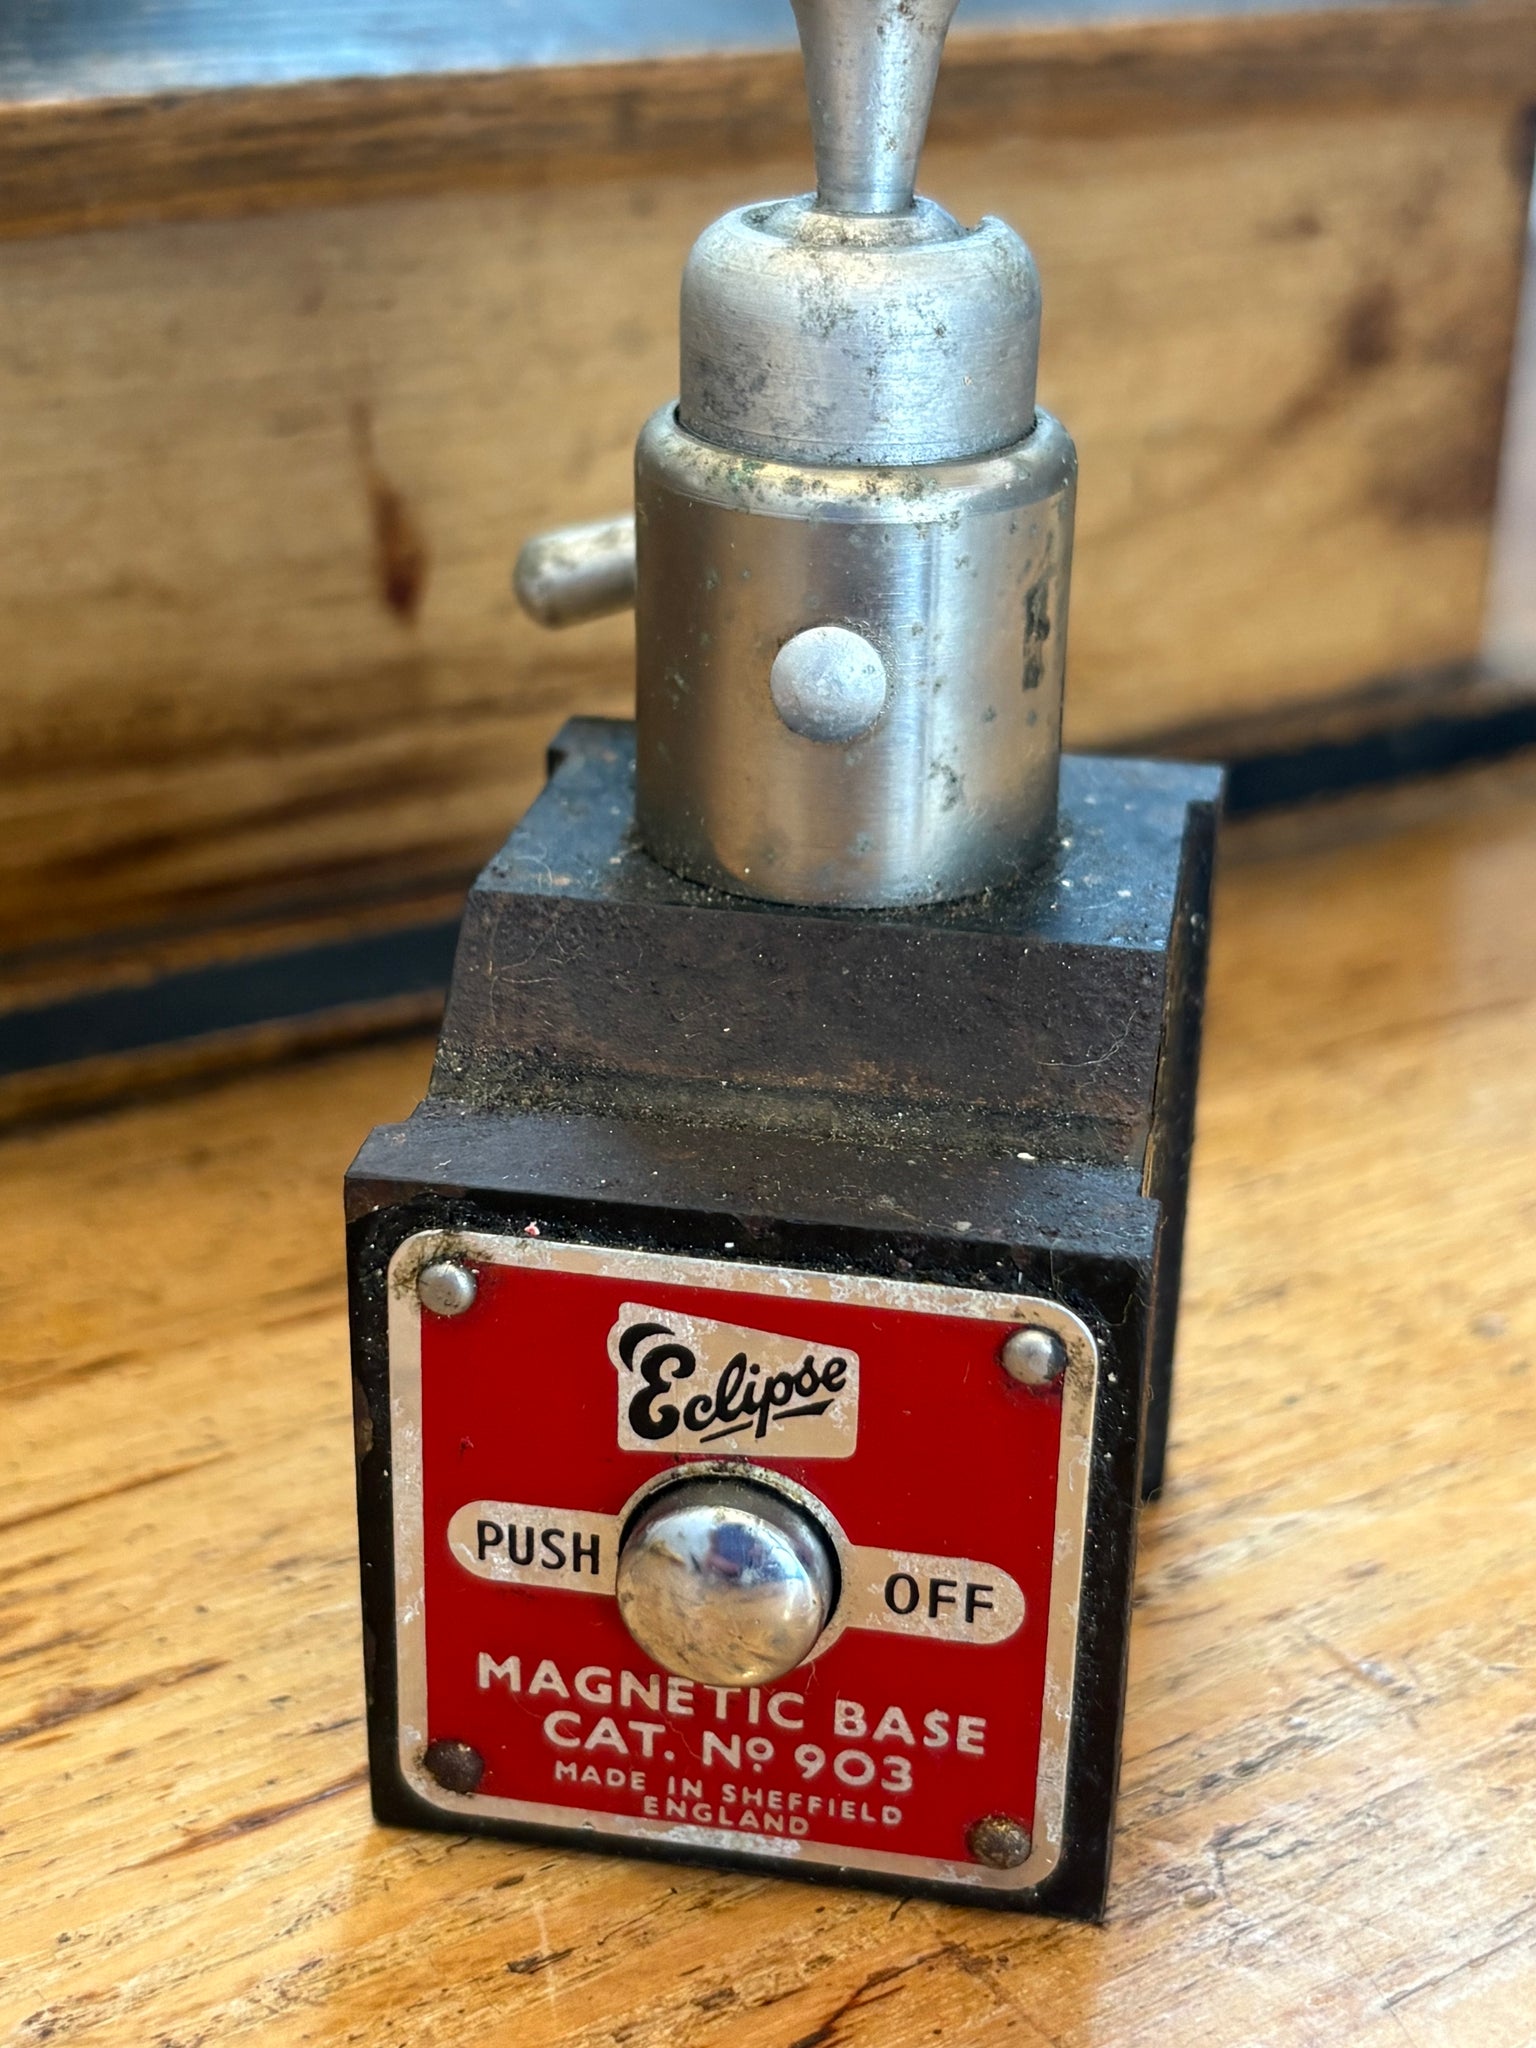 Eclipse
PUSH OFF
MAGNETIC BASE
CAT. Nº 903
MADE IN SHEFFIELD
ENGLAND